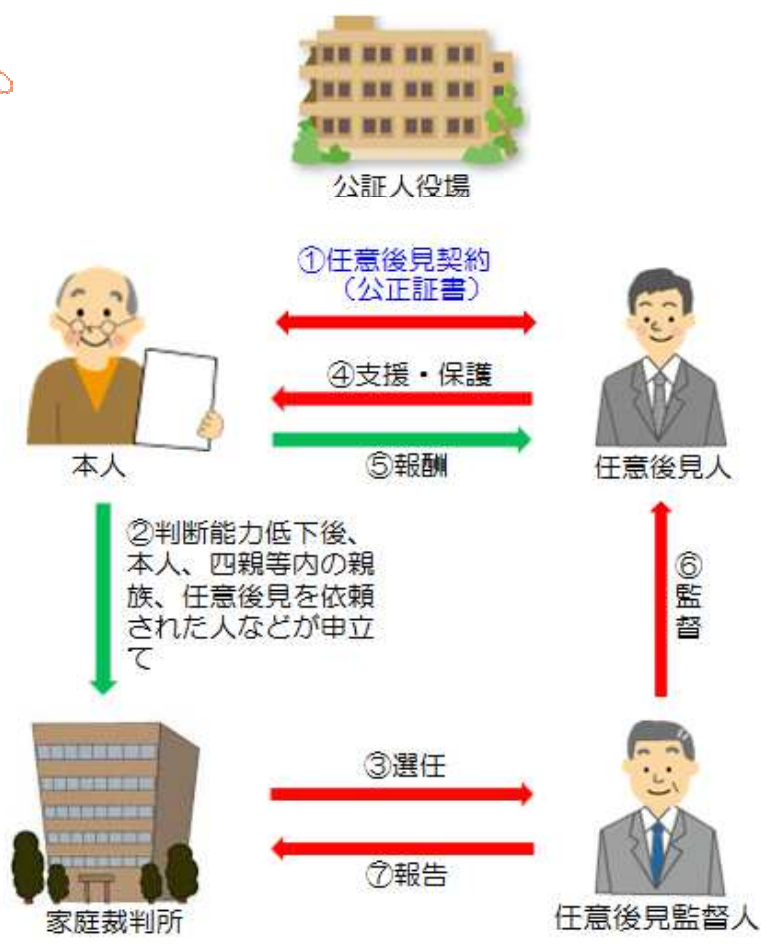 公証人役場
①任意後見契約
（公正証書）
④支援・保護
⑤報酬
本人
任意後見人
②判断能力低下後、
本人、四親等内の親
族、任意後見を依頼
された人などが申立
て
⑥
監
督
③選任
⑦報告
家庭裁判所
任意後見監督人